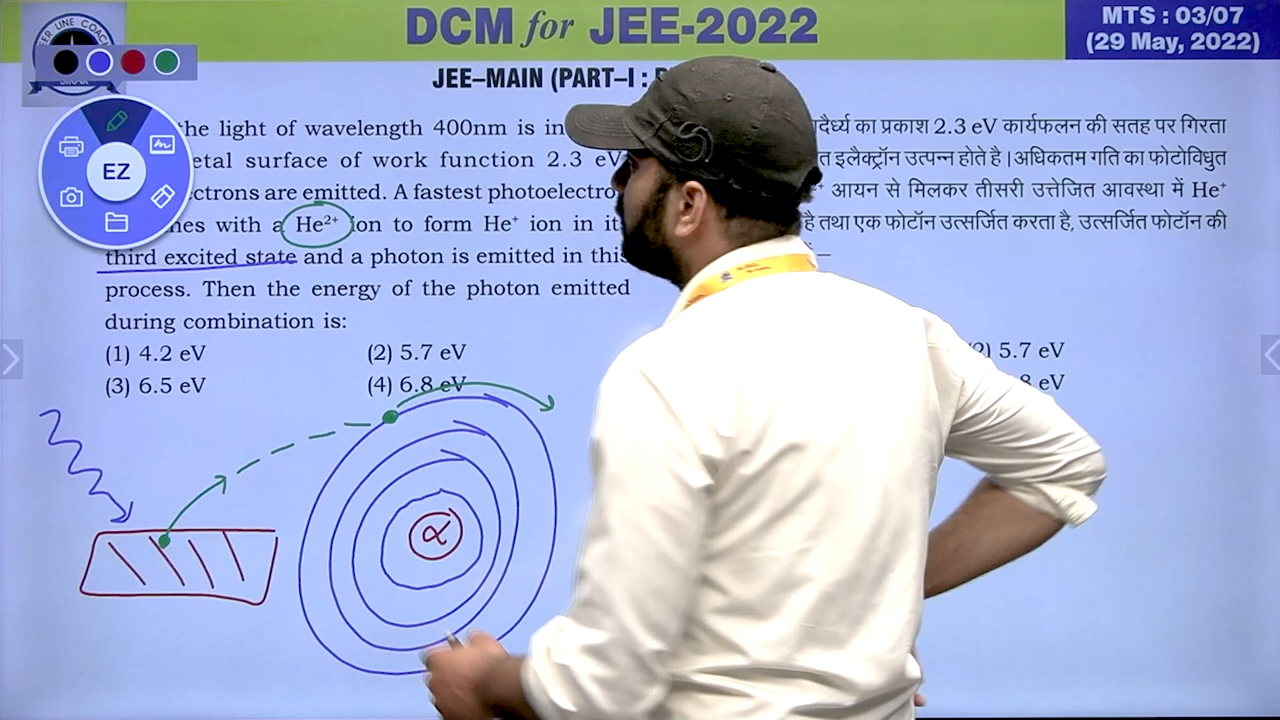 DCM for JEE-2022
MTS : 03/07
(29 May, 2022)
LINE COAC
JEE–MAIN (PART–I :
the light of wavelength 400nm is in
surface of work function 2.3 eV
are emitted. A fastest
with a He²⁺ ion to form He⁺ ion in
third excited state and a photon is emitted in this
process. Then the energy of the photon emitted
during combination is:
(1) 4.2 eV (2) 5.7 eV
(3) 6.5 eV (4) 6.8 eV
का प्रकाश 2.3 eV कार्यफलन की सतह पर गिरता
इलेक्ट्रॉन उत्पन्न होते है। अधिकतम गति का फोटोविधुत
आयन से मिलकर तीसरी उत्तेजित आवस्था में He⁺
है तथा एक फोटॉन उत्सर्जित करता है, उत्सर्जित फोटॉन की
5.7 eV
eV
EZ
α